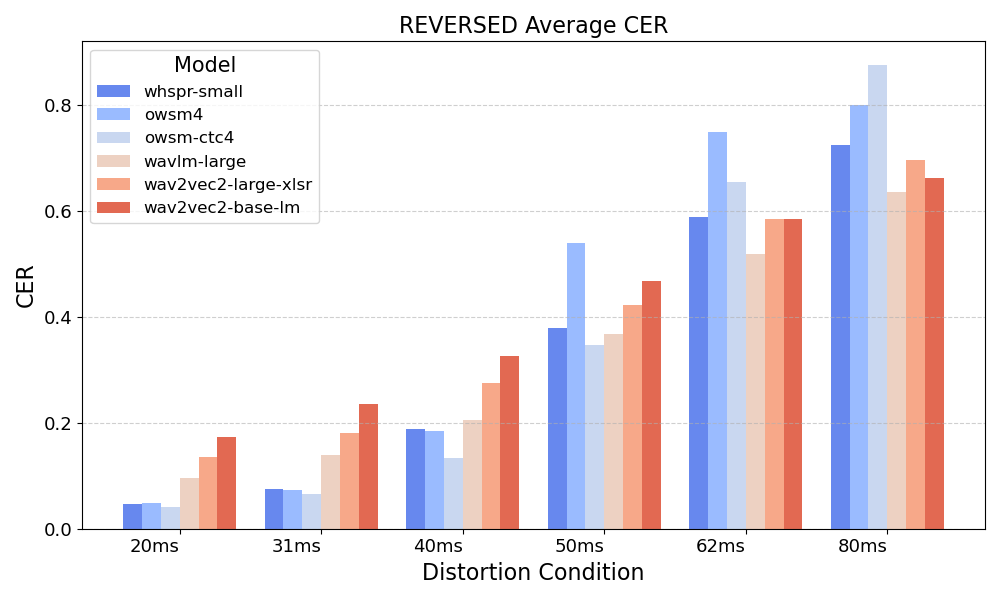 REVERSED Average CER
Model
whspr-small
owsm4
owsm-ctc4
wavlm-large
wav2vec2-large-xlsr
wav2vec2-base-lm
CER
0.8
0.6
0.4
0.2
0.0
20ms 31ms 40ms 50ms 62ms 80ms
Distortion Condition